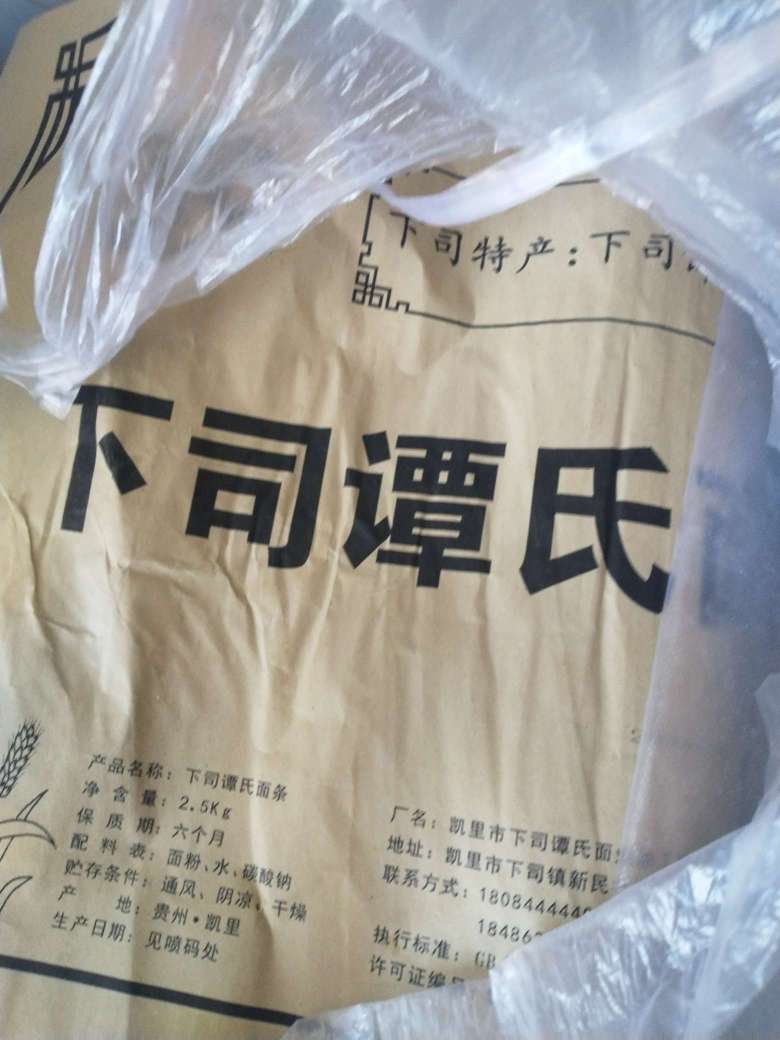 下司特产:下司
下司谭氏
产品名称:下司谭氏面条
净含量:2.5Kg
保质期:六个月
配料表:面粉、水、碳酸钠
贮存条件:通风、阴凉、干燥
产地:贵州·凯里
生产日期:见喷码处
厂名:凯里市下司谭氏面
地址:凯里市下司镇新民
联系方式:1808444440
18486
执行标准:GB
许可证编